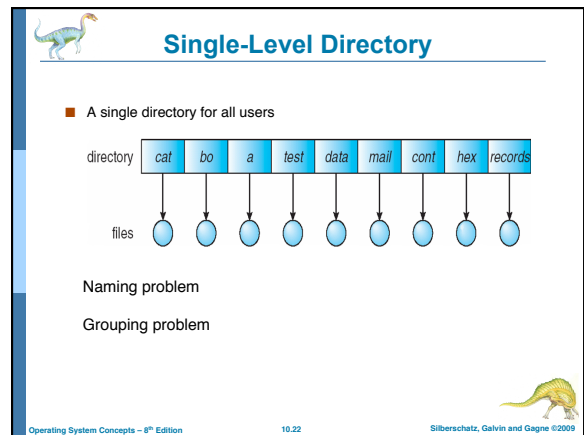 Single-Level Directory
■ A single directory for all users
directory cat bo a test data mail cont hex records
files
Naming problem
Grouping problem
Operating System Concepts – 8th Edition 10.22 Silberschatz, Galvin and Gagne ©2009